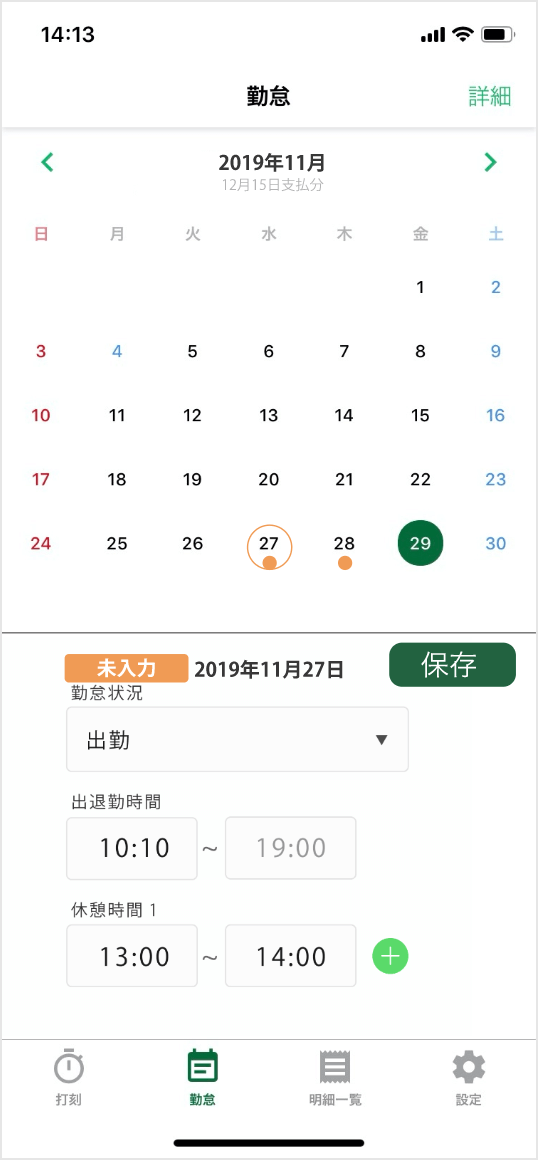 14:13
勤怠 詳細
2019年11月
12月15日支払分
日 月 火 水 木 金 土
1 2
3 4 5 6 7 8 9
10 11 12 13 14 15 16
17 18 19 20 21 22 23
24 25 26 27 28 29 30
未入力 2019年11月27日 保存
勤怠状況
出勤 ▼
出退勤時間
10:10 ~ 19:00
休憩時間 1
13:00 ~ 14:00 +
打刻 勤怠 明細一覧 設定